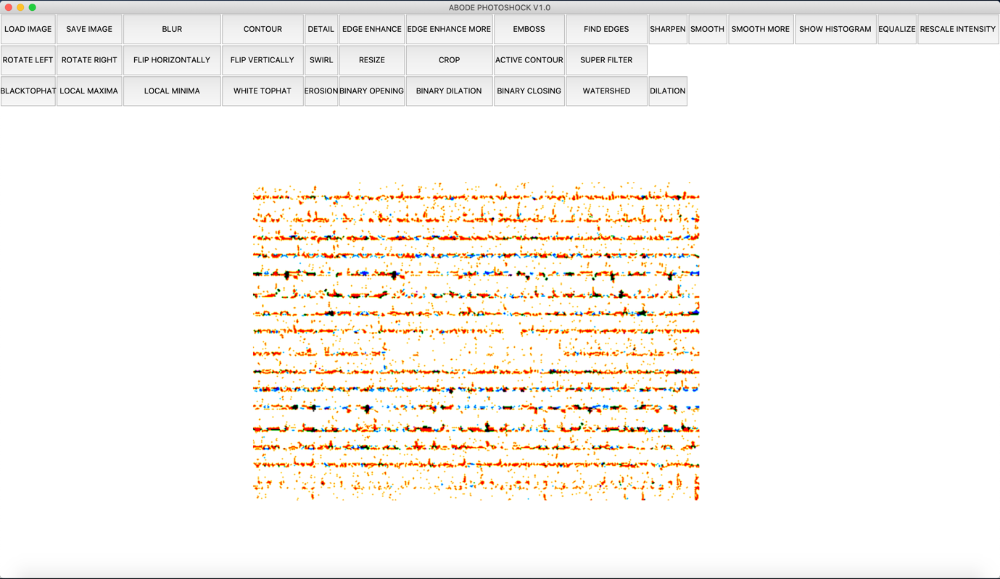 ABODE PHOTOSHOCK V1.0
LOAD IMAGE SAVE IMAGE BLUR CONTOUR DETAIL EDGE ENHANCE EDGE ENHANCE MORE EMBOSS FIND EDGES SHARPEN SMOOTH SMOOTH MORE SHOW HISTOGRAM EQUALIZE RESCALE INTENSITY
ROTATE LEFT ROTATE RIGHT FLIP HORIZONTALLY FLIP VERTICALLY SWIRL RESIZE CROP ACTIVE CONTOUR SUPER FILTER
BLACKTOPHAT LOCAL MAXIMA LOCAL MINIMA WHITE TOPHAT EROSION BINARY OPENING BINARY DILATION BINARY CLOSING WATERSHED DILATION